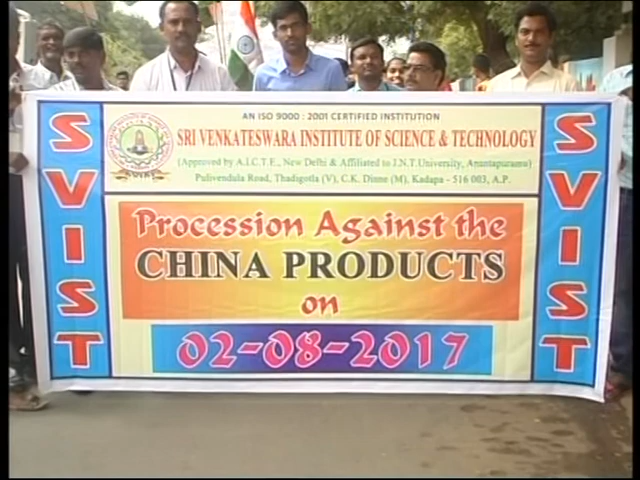 AN ISO 9000 : 2001 CERTIFIED INSTITUTION
SRI VENKATESWARA INSTITUTE OF SCIENCE & TECHNOLOGY
(Approved by A.I.C.T.E, New Delhi & Affiliated to J.N.T.University, Anantapuramu)
Pulivendula Road, Thadigotla (V), C.K. Dinne (M), Kadapa - 516 003, A.P.
SVIST
Procession Against the
CHINA PRODUCTS
on
02-08-2017
SVIST